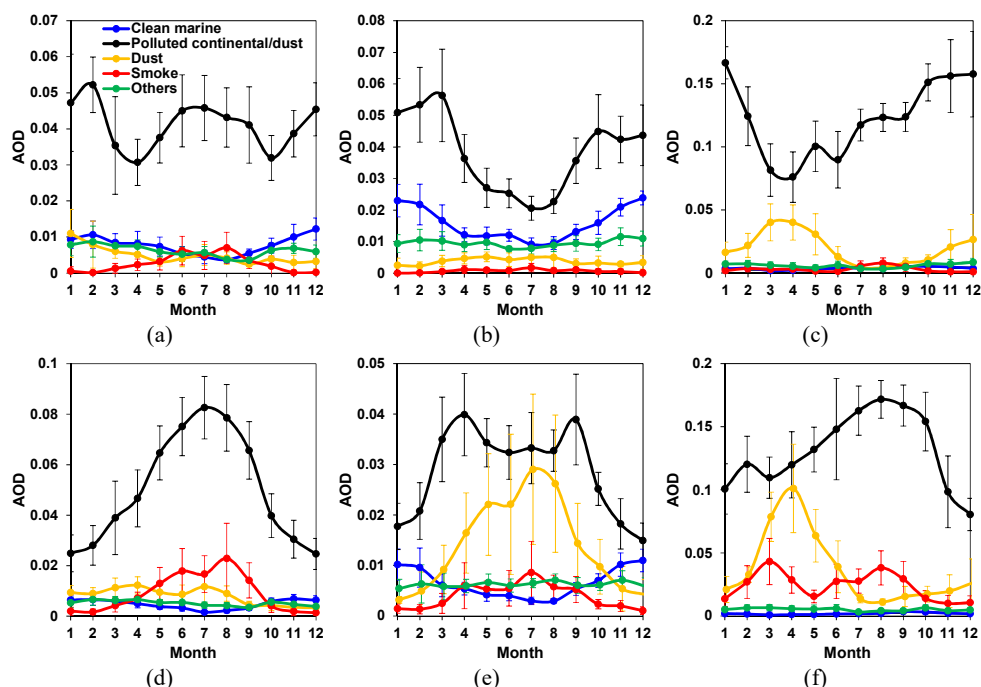 0.07
0.06
0.05
0.04
0.03
0.02
0.01
0
AOD
Clean marine
Polluted continental/dust
Dust
Smoke
Others
1 2 3 4 5 6 7 8 9 10 11 12
Month
(a)
0.08
0.07
0.06
0.05
0.04
0.03
0.02
0.01
0
AOD
1 2 3 4 5 6 7 8 9 10 11 12
Month
(b)
0.2
0.15
0.1
0.05
0
AOD
1 2 3 4 5 6 7 8 9 10 11 12
Month
(c)
0.1
0.08
0.06
0.04
0.02
0
AOD
1 2 3 4 5 6 7 8 9 10 11 12
Month
(d)
0.05
0.04
0.03
0.02
0.01
0
AOD
1 2 3 4 5 6 7 8 9 10 11 12
Month
(e)
0.2
0.15
0.1
0.05
0
AOD
1 2 3 4 5 6 7 8 9 10 11 12
Month
(f)